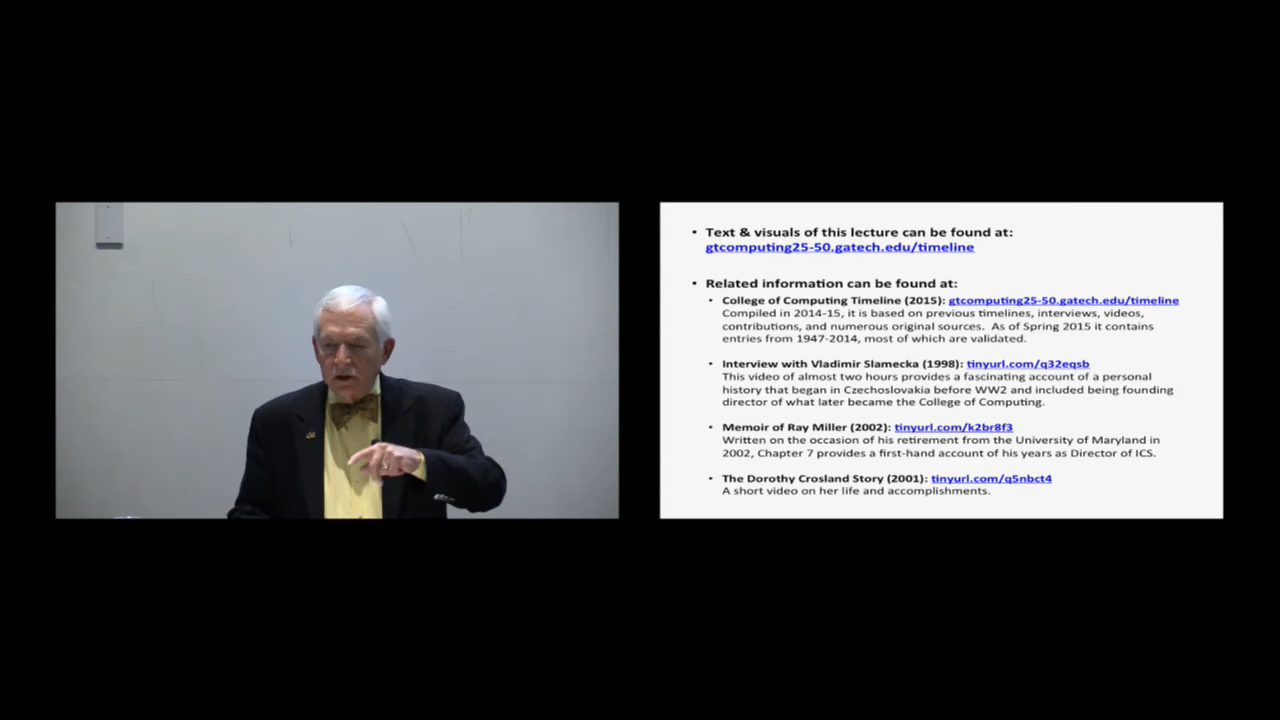 • Text & visuals of this lecture can be found at:
gtcomputing25-50.gatech.edu/timeline
• Related information can be found at:
• College of Computing Timeline (2015): gtcomputing25-50.gatech.edu/timeline
Compiled in 2014-15, it is based on previous timelines, interviews, videos,
contributions, and numerous original sources. As of Spring 2015 it contains
entries from 1947-2014, most of which are validated.
• Interview with Vladimir Slamecka (1998): tinyurl.com/q32eqsb
This video of almost two hours provides a fascinating account of a personal
history that began in Czechoslovakia before WW2 and included being founding
director of what later became the College of Computing.
• Memoir of Ray Miller (2002): tinyurl.com/k2br8f3
Written on the occasion of his retirement from the University of Maryland in
2002, Chapter 7 provides a first-hand account of his years as Director of ICS.
• The Dorothy Crosland Story (2001): tinyurl.com/q5nbct4
A short video on her life and accomplishments.